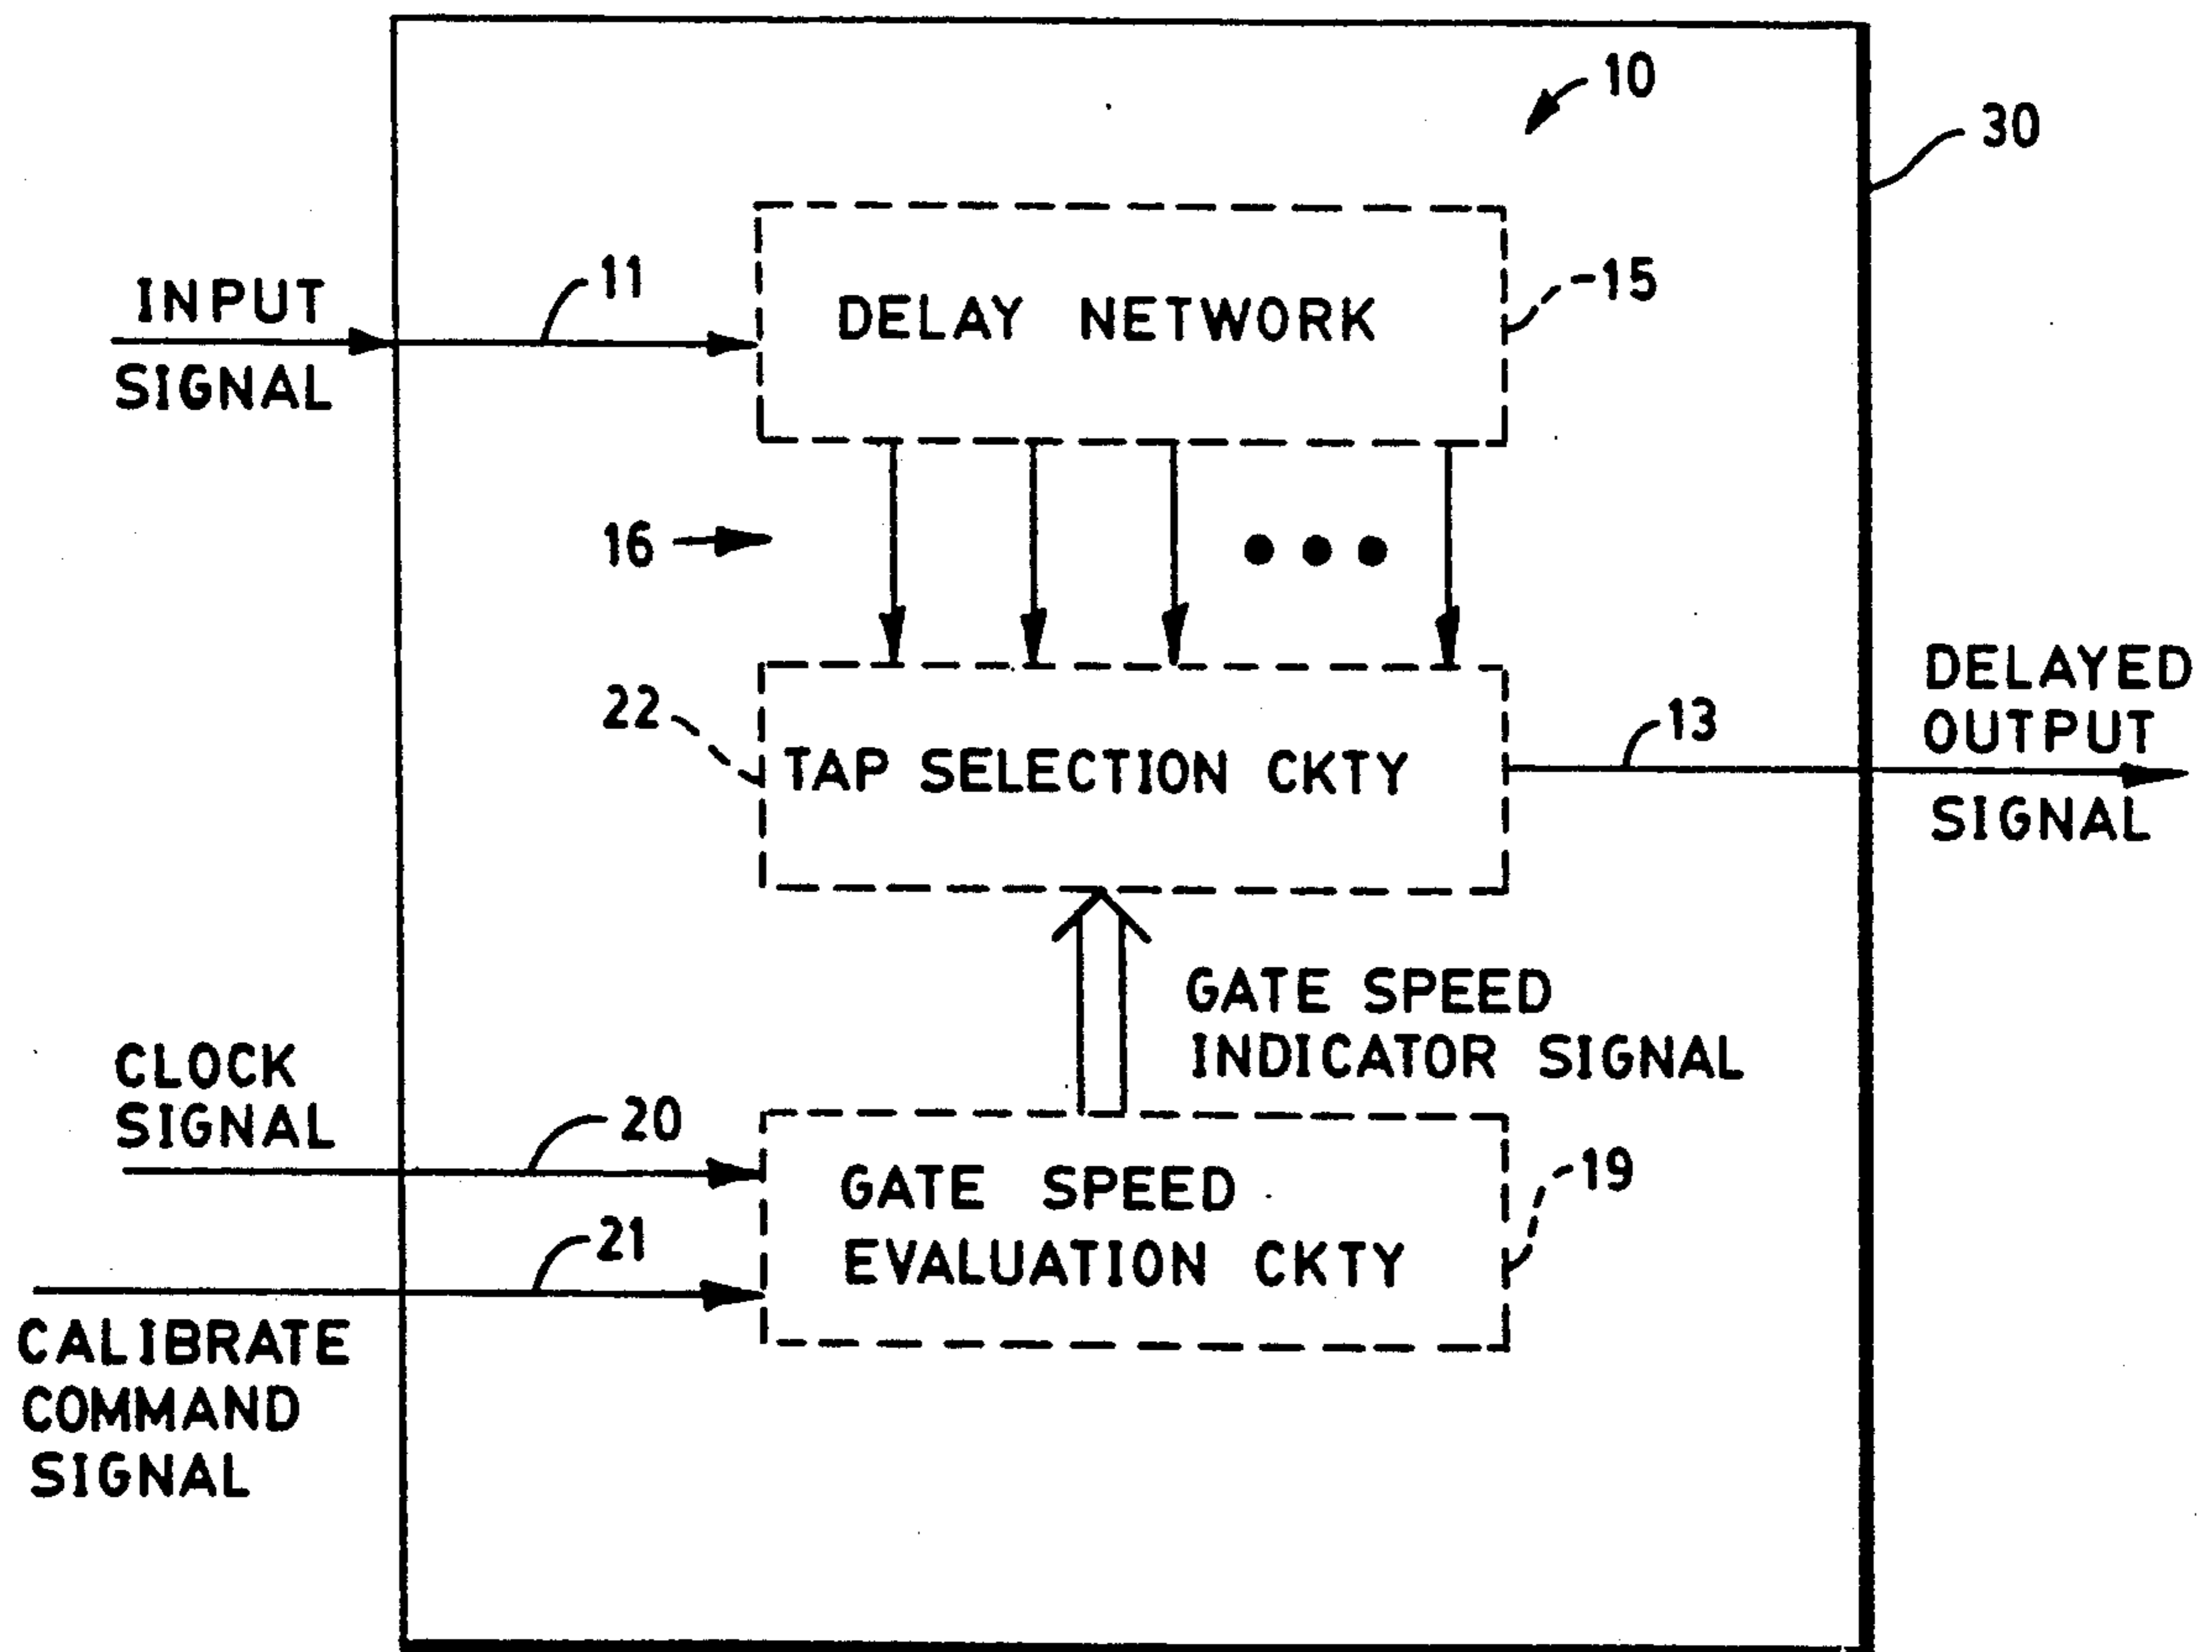 10
30
INPUT
SIGNAL
11
DELAY NETWORK
15
16
22
TAP SELECTION CKTY
13
DELAYED
OUTPUT
SIGNAL
GATE SPEED
INDICATOR SIGNAL
CLOCK
SIGNAL
20
GATE SPEED
EVALUATION CKTY
19
21
CALIBRATE
COMMAND
SIGNAL